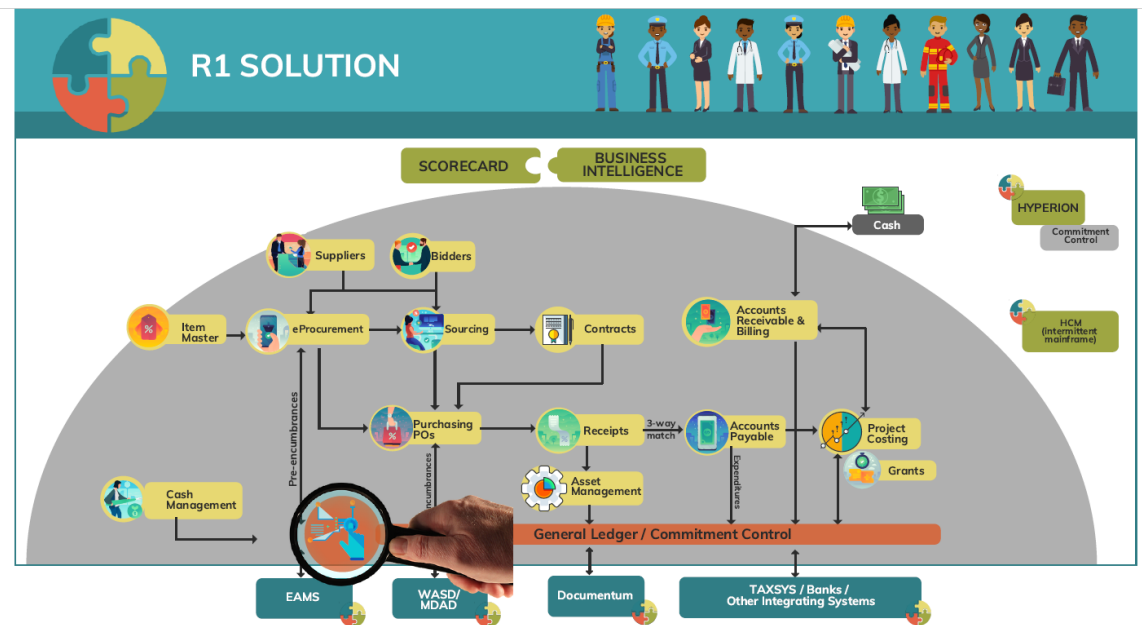 R1 SOLUTION
SCORECARD
BUSINESS
INTELLIGENCE
Cash
HYPERION
Commitment
Control
Suppliers
Bidders
Item
Master
eProcurement
Sourcing
Contracts
Accounts
Receivable &
Billing
HCM
(intermittent
mainframe)
Pre-encumbrances
Purchasing
POs
Receipts
3-way
match
Accounts
Payable
Project
Costing
Grants
Cash
Management
Asset
Management
Expenditures
General Ledger / Commitment Control
EAMS
WASD/
MDAD
Documentum
TAXSYS / Banks /
Other Integrating Systems